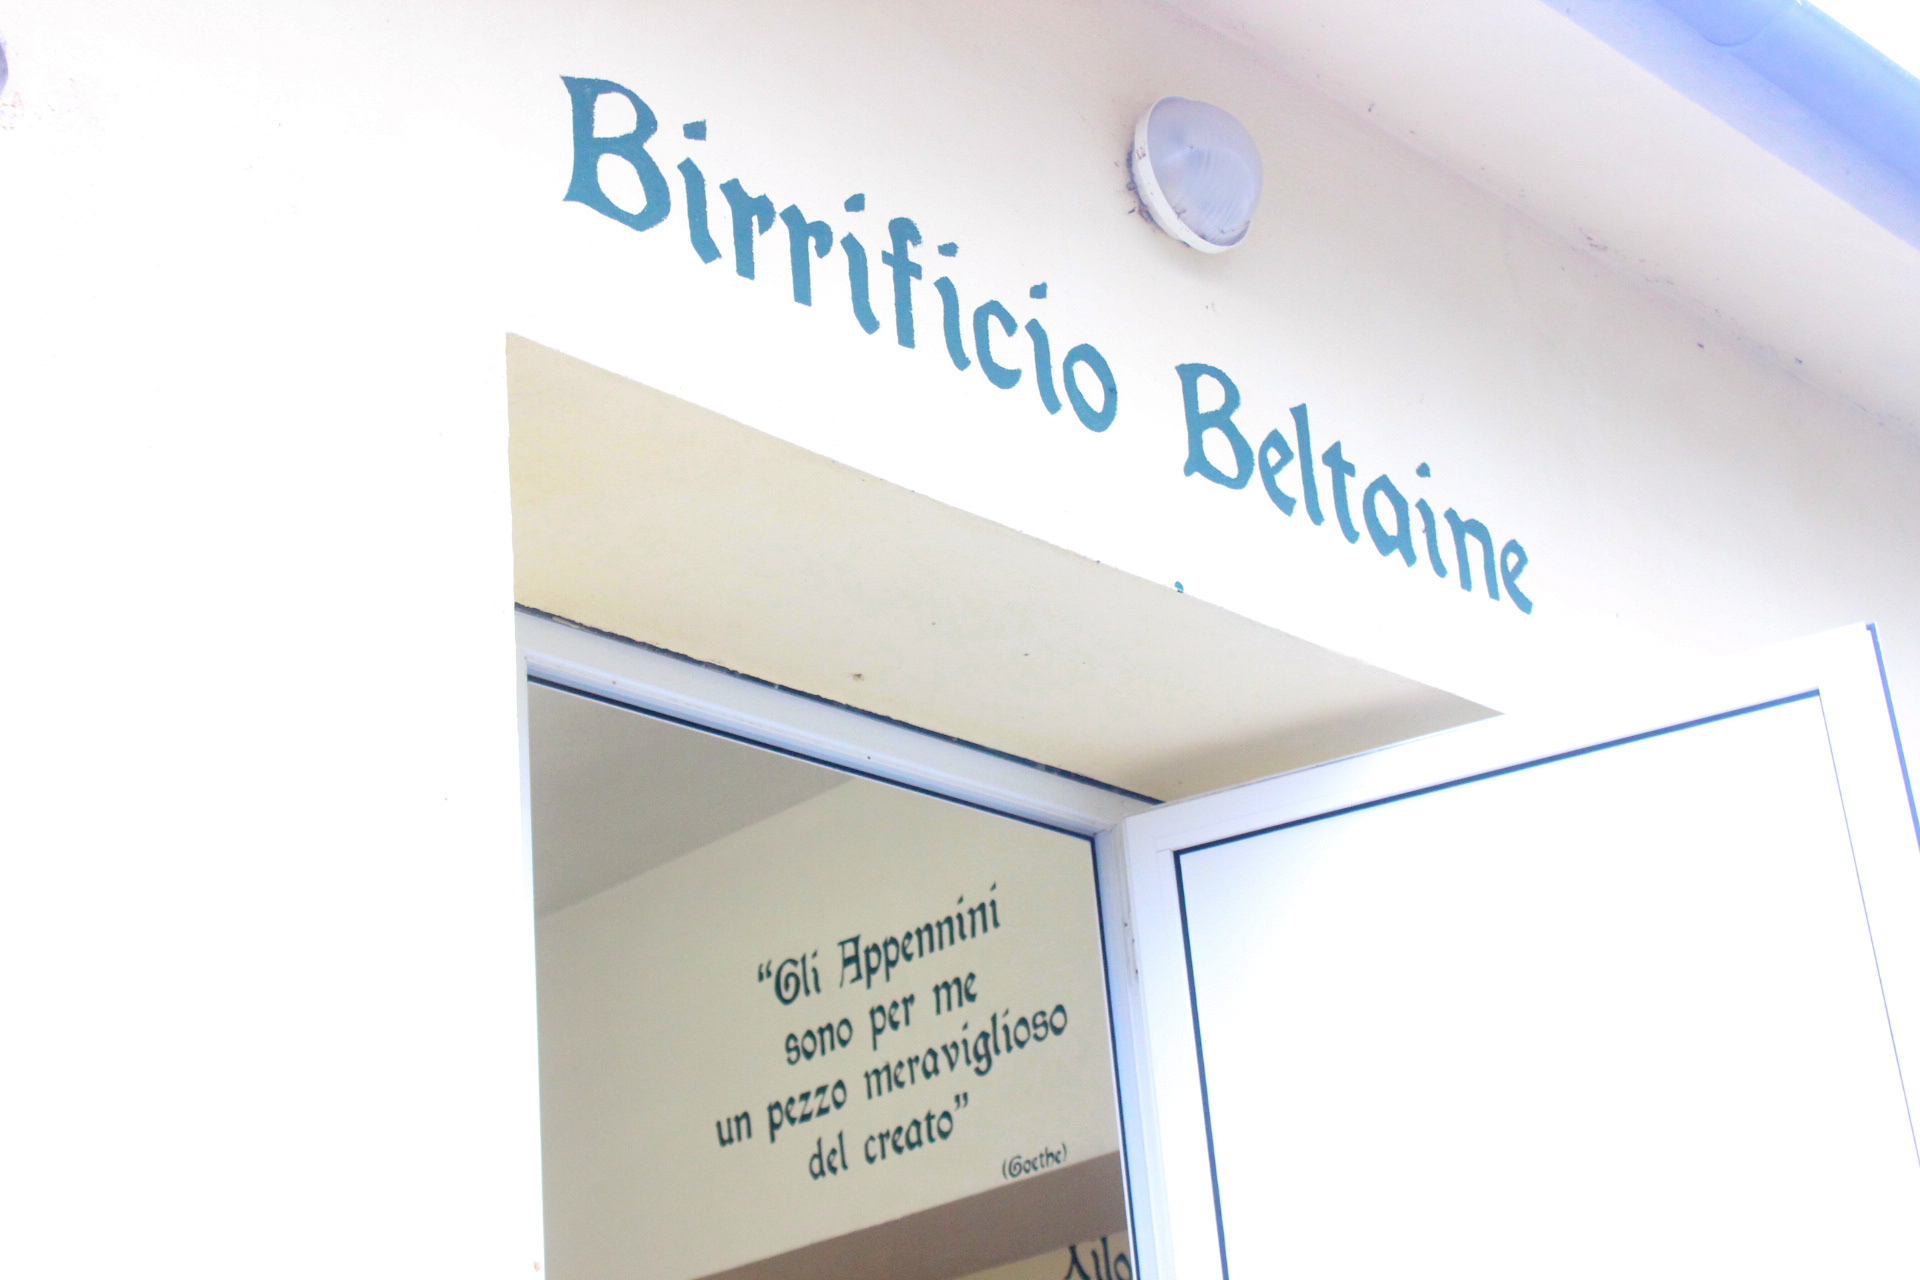 Birrificio Beltaine
“Gli Appennini
sono per me
un pezzo meraviglioso
del creato”
(Goethe)